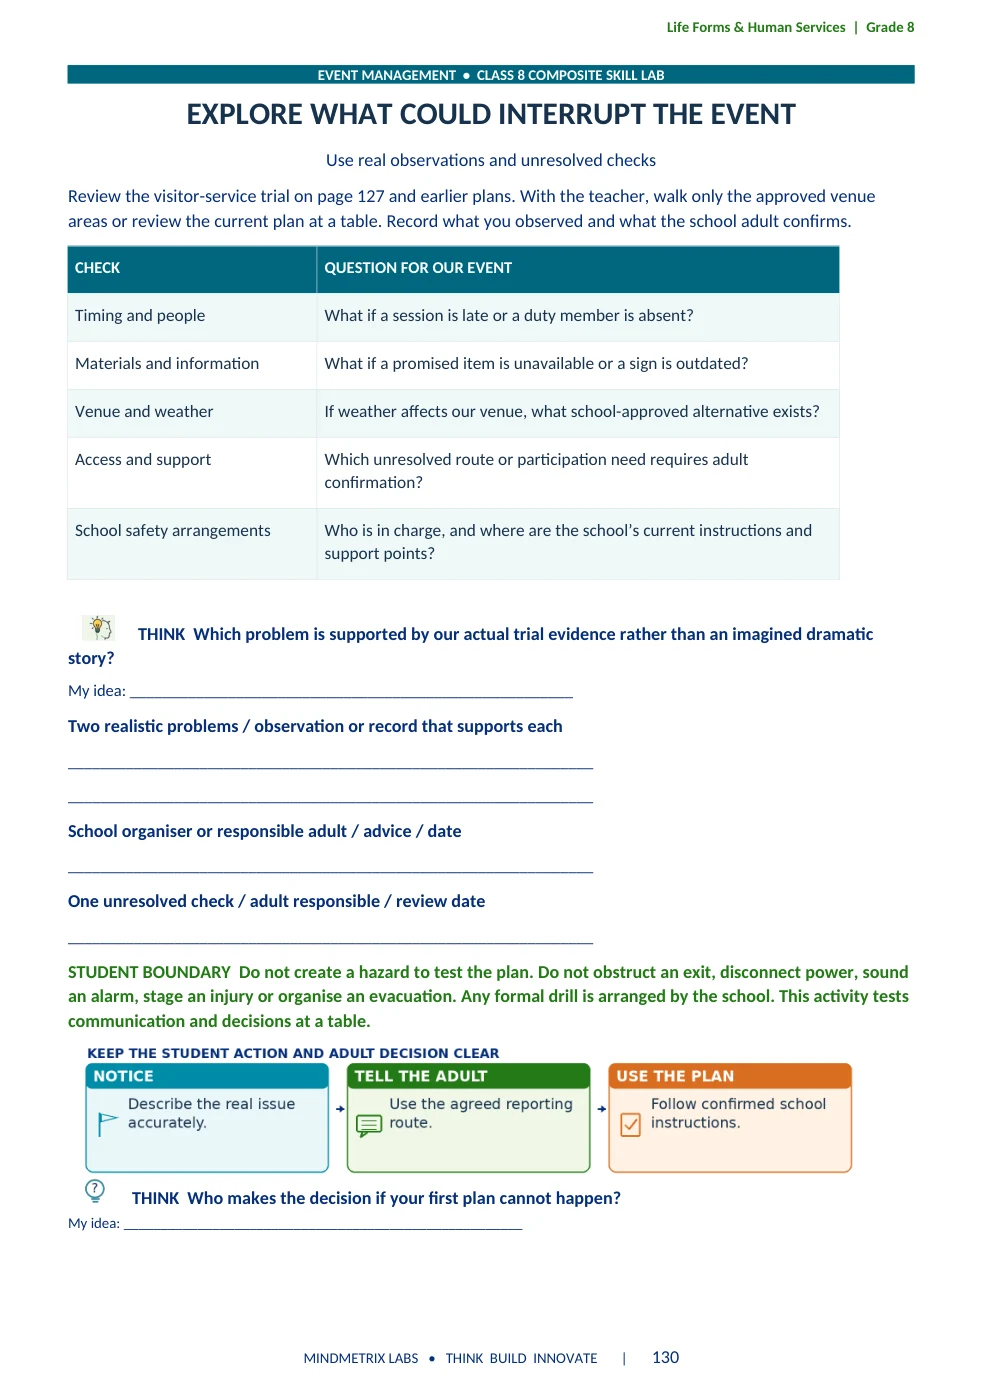 Life Forms & Human Services | Grade 8
EVENT MANAGEMENT ● CLASS 8 COMPOSITE SKILL LAB
EXPLORE WHAT COULD INTERRUPT THE EVENT
Use real observations and unresolved checks
Review the visitor-service trial on page 127 and earlier plans. With the teacher, walk only the approved venue
areas or review the current plan at a table. Record what you observed and what the school adult confirms.
CHECK QUESTION FOR OUR EVENT
Timing and people What if a session is late or a duty member is absent?
Materials and information What if a promised item is unavailable or a sign is outdated?
Venue and weather If weather affects our venue, what school-approved alternative exists?
Access and support Which unresolved route or participation need requires adult
confirmation?
School safety arrangements Who is in charge, and where are the school’s current instructions and
support points?
THINK Which problem is supported by our actual trial evidence rather than an imagined dramatic
story?
My idea: ____________________________________________________
Two realistic problems / observation or record that supports each
______________________________________________________________
______________________________________________________________
School organiser or responsible adult / advice / date
______________________________________________________________
One unresolved check / adult responsible / review date
______________________________________________________________
STUDENT BOUNDARY Do not create a hazard to test the plan. Do not obstruct an exit, disconnect power, sound
an alarm, stage an injury or organise an evacuation. Any formal drill is arranged by the school. This activity tests
communication and decisions at a table.
KEEP THE STUDENT ACTION AND ADULT DECISION CLEAR
NOTICE
Describe the real issue
accurately.
TELL THE ADULT
Use the agreed reporting
route.
USE THE PLAN
Follow confirmed school
instructions.
? THINK Who makes the decision if your first plan cannot happen?
My idea: ____________________________________________________
MINDMETRIX LABS ● THINK BUILD INNOVATE | 130